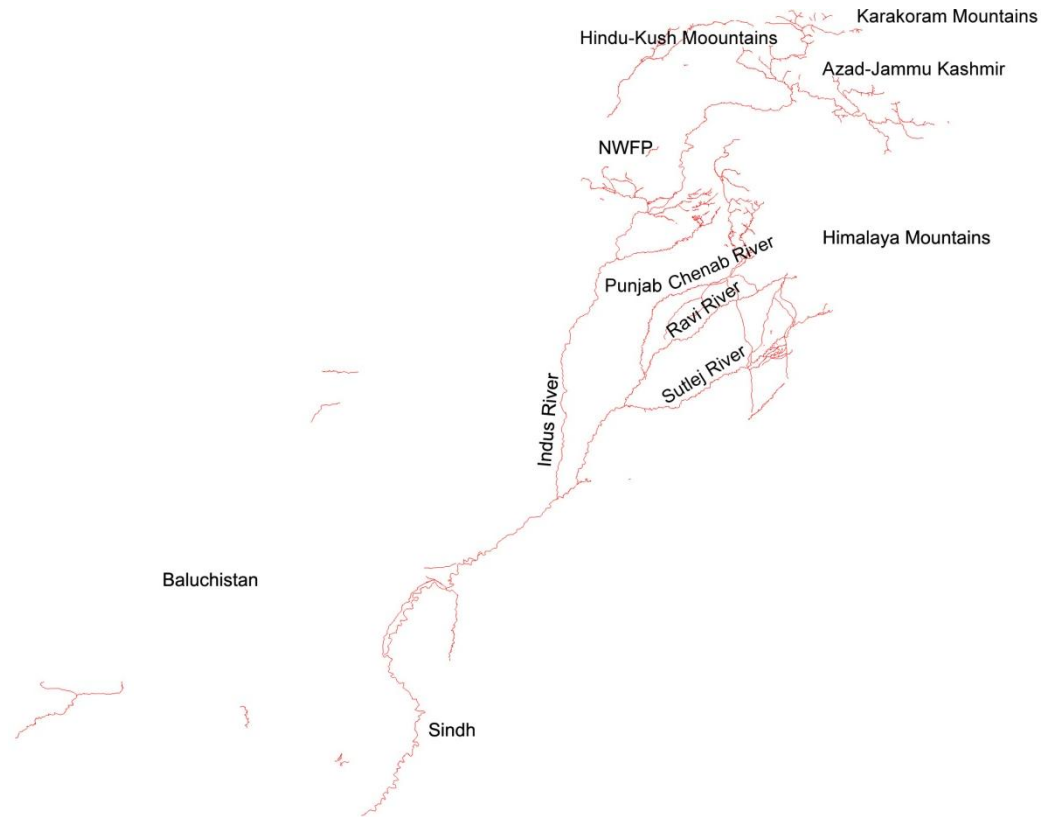 Karakoram Mountains
Hindu-Kush Moountains
Azad-Jammu Kashmir
NWFP
Himalaya Mountains
Punjab
Chenab River
Ravi River
Sutlej River
Indus River
Baluchistan
Sindh